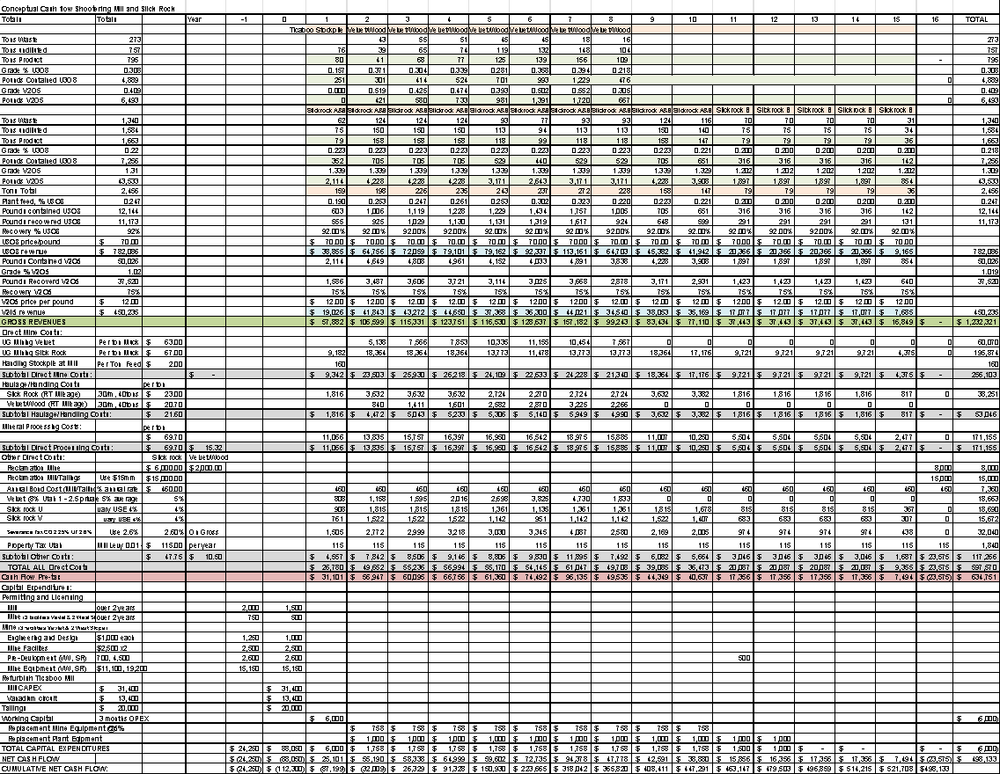 Conceptual Cash flow Shootering Mill and Slick Rock
Totals Totals Year -1 0 1 2 3 4 5 6 7 8 9 10 11 12 13 14 15 16 TOTAL
Ticaboo Stockpile Velvet/Wood Velvet/Wood Velvet/Wood Velvet/Wood Velvet/Wood Velvet/Wood Velvet/Wood
Tons Waste 273 43 55 51 45 45 18 16 273
Tons undiluted 757 76 39 65 74 119 132 148 104 757
Tons Product 795 80 41 68 77 125 139 156 109 - 795
Grade % U3O8 0.308 0.157 0.371 0.304 0.339 0.281 0.358 0.394 0.218 0.308
Pounds Contained U3O8 4,889 251 301 414 524 701 993 1,229 476 0 4,889
Grade V2O5 0.409 0.000 0.519 0.425 0.474 0.393 0.502 0.552 0.305 0.409
Pounds V2O5 6,493 0 421 580 733 981 1,391 1,720 667 0 6,493
Slickrock A&B Slickrock A&B Slickrock A&B Slickrock A&B Slickrock A&B Slickrock A&B Slickrock A&B Slickrock A&B Slickrock A&B Slickrock A&B Slickrock B Slickrock B Slickrock B Slickrock B Slickrock B
Tons Waste 1,340 62 124 124 124 93 77 93 93 124 116 70 70 70 70 31 1,340
Tons undiluted 1,584 75 150 150 150 113 94 113 113 150 140 75 75 75 75 34 1,584
Tons Product 1,663 79 158 158 158 118 99 118 118 158 147 79 79 79 79 36 1,663
Grade % U3O8 0.22 0.223 0.223 0.223 0.223 0.223 0.223 0.223 0.223 0.223 0.221 0.200 0.200 0.200 0.200 0.200 0.218
Pounds Contained U3O8 7,256 352 705 705 705 529 440 529 529 705 651 316 316 316 316 142 7,256
Grade V2O5 1.31 1.339 1.339 1.339 1.339 1.339 1.339 1.339 1.339 1.339 1.329 1.202 1.202 1.202 1.202 1.202 1.309
Pounds V2O5 43,533 2,114 4,228 4,228 4,228 3,171 2,643 3,171 3,171 4,228 3,908 1,897 1,897 1,897 1,897 854 43,533
Tons Total 2,456 159 198 226 235 243 237 272 228 158 147 79 79 79 79 36 2,456
Plant feed, % U3O8 0.247 0.190 0.253 0.247 0.261 0.253 0.302 0.323 0.220 0.223 0.221 0.200 0.200 0.200 0.200 0.200 0.247
Pounds contained U3O8 12,144 603 1,006 1,119 1,228 1,229 1,434 1,757 1,005 705 651 316 316 316 316 142 12,144
Pounds recovered U3O8 11,173 555 925 1,029 1,130 1,131 1,319 1,617 924 648 599 291 291 291 291 131 11,173
Recovery % U3O8 92% 92.00% 92.00% 92.00% 92.00% 92.00% 92.00% 92.00% 92.00% 92.00% 92.00% 92.00% 92.00% 92.00% 92.00% 92.00%
U3O8 price/pound $ 70.00 $ 70.00 $ 70.00 $ 70.00 $ 70.00 $ 70.00 $ 70.00 $ 70.00 $ 70.00 $ 70.00 $ 70.00 $ 70.00 $ 70.00 $ 70.00 $ 70.00 $ 70.00
U3O8 revenue $ 782,086 $ 38,855 $ 64,756 $ 72,059 $ 79,101 $ 79,162 $ 92,337 $ 113,161 $ 64,703 $ 45,382 $ 41,942 $ 20,366 $ 20,366 $ 20,366 $ 20,366 $ 9,165 782,086
Pounds Contained V2O5 50,026 2,114 4,649 4,808 4,961 4,152 4,033 4,891 3,838 4,228 3,908 1,897 1,897 1,897 1,897 854 50,026
Grade % V2O5 1.02 1.019
Pounds Recoverd V2O5 37,520 1,586 3,487 3,606 3,721 3,114 3,025 3,668 2,878 3,171 2,931 1,423 1,423 1,423 1,423 640 37,520
Recovery V2O5 75% 75% 75% 75% 75% 75% 75% 75% 75% 75% 75% 75% 75% 75% 75% 75%
V2O5 price per pound $ 12.00 $ 12.00 $ 12.00 $ 12.00 $ 12.00 $ 12.00 $ 12.00 $ 12.00 $ 12.00 $ 12.00 $ 12.00 $ 12.00 $ 12.00 $ 12.00 $ 12.00 $ 12.00
V2O5 revenue $ 450,235 $ 19,026 $ 41,843 $ 43,272 $ 44,650 $ 37,368 $ 36,300 $ 44,021 $ 34,540 $ 38,053 $ 35,169 $ 17,077 $ 17,077 $ 17,077 $ 17,077 $ 7,685 450,235
GROSS REVENUES $ 57,882 $ 106,599 $ 115,331 $ 123,751 $ 116,530 $ 128,637 $ 157,182 $ 99,243 $ 83,434 $ 77,110 $ 37,443 $ 37,443 $ 37,443 $ 37,443 $ 16,849 $ - $ 1,232,321
Direct Mine Costs:
UG Mining Velvet Per ton Muck $ 63.00 5,138 7,566 7,853 10,335 11,155 10,454 7,567 0 0 0 0 0 0 0 0 60,070
UG Mining Slick Rock Per ton Muck $ 67.00 9,182 18,364 18,364 18,364 13,773 11,478 13,773 13,773 18,364 17,176 9,721 9,721 9,721 9,721 4,375 0 195,874
Handing Stockpile at Mill Per Ton Feed $ 2.00 160 160
Subtotal Direct Mine Costs: $ - $ 9,342 $ 23,503 $ 25,930 $ 26,218 $ 24,109 $ 22,633 $ 24,228 $ 21,340 $ 18,364 $ 17,176 $ 9,721 $ 9,721 $ 9,721 $ 9,721 $ 4,375 $ - $ 256,103
Haulage/Handling Costs per ton
Slick Rock (RT Mileage) .30/m, 40tons $ 23.00 1,816 3,632 3,632 3,632 2,724 2,270 2,724 2,724 3,632 3,382 1,816 1,816 1,816 1,816 817 0 38,251
Velvet/Wood (RT Mileage) .30/m, 40tons $ 20.70 840 1,411 1,601 2,582 2,870 3,225 2,266 0 0 0 0 0 0 0 0
Subtotal Haulage/Handling Costs: $ 21.60 $ 1,816 $ 4,472 $ 5,043 $ 5,233 $ 5,306 $ 5,140 $ 5,949 $ 4,990 $ 3,632 $ 3,382 $ 1,816 $ 1,816 $ 1,816 $ 1,816 $ 817 $ - $ 53,046
Mineral Processing Costs: per ton
$ 69.70 11,066 13,835 15,757 16,397 16,950 16,542 18,975 15,885 11,007 10,250 5,504 5,504 5,504 5,504 2,477 0 171,155
Subtotal Direct Processing Costs: $ 69.70 $ 15.32 $ 11,066 $ 13,835 $ 15,757 $ 16,397 $ 16,950 $ 16,542 $ 18,975 $ 15,885 $ 11,007 $ 10,250 $ 5,504 $ 5,504 $ 5,504 $ 5,504 $ 2,477 $ - $ 171,155
Other Direct Costs: Slick rock Velvet/Wood
Reclamation Mine $ 6,000.00 $ 2,000.00 8,000 8,000
Reclamation Mill/Tailings Use $15mm $15,000.00 15,000 15,000
Annual Bond Cost (Mill/Tailing % annual rate $ 460.00 460 460 460 460 460 460 460 460 460 460 460 460 460 460 460 460 7,360
Velvet (8% Utah 1 - 2.5 private 5% average 5% 808 1,158 1,595 2,016 2,698 3,825 4,730 1,833 0 0 0 0 0 0 0 0 18,663
Slick rock U uary USE 4% 4% 908 1,815 1,815 1,815 1,361 1,135 1,361 1,361 1,815 1,678 815 815 815 815 367 0 18,690
Slick rock V uary USE 4% 4% 761 1,522 1,522 1,522 1,142 951 1,142 1,142 1,522 1,407 683 683 683 683 307 0 15,672
Severance Tax CO 2.25% UT 2.6% Use 2.6% 2.60% On Gross 1,505 2,772 2,999 3,218 3,030 3,345 4,087 2,580 2,169 2,005 974 974 974 974 438 0 32,040
Property Tax Utah Mill Levy 0.01 $ 115.00 per year 115 115 115 115 115 115 115 115 115 115 115 115 115 115 115 115 1,840
Subtotal Other Costs: $ 47.75 $ 10.50 $ 4,557 $ 7,842 $ 8,506 $ 9,146 $ 8,806 $ 9,830 $ 11,895 $ 7,492 $ 6,082 $ 5,664 $ 3,046 $ 3,046 $ 3,046 $ 3,046 $ 1,687 $ 23,575 $ 117,266
TOTAL ALL Direct Costs $ 26,780 $ 49,652 $ 55,236 $ 56,994 $ 55,170 $ 54,145 $ 61,047 $ 49,708 $ 39,085 $ 36,473 $ 20,087 $ 20,087 $ 20,087 $ 20,087 $ 9,355 $ 23,575 $ 597,570
Cash Flow Pre-tax $ 31,101 $ 56,947 $ 60,095 $ 66,756 $ 61,360 $ 74,492 $ 96,135 $ 49,535 $ 44,349 $ 40,637 $ 17,356 $ 17,356 $ 17,356 $ 17,356 $ 7,494 $ (23,575) $ 634,751
Capital Expenditures:
Permitting and Licensing
Mill over 2 years 2,000 1,500
Mine over 2 years 750 500
Mine
Engineering and Design $1,000 each 1,250 1,000
Mine Facilites $2,500 x2 2,500 2,500
Pre-Devlopment (VW, SR) 700, 4,500 2,600 2,600 500
Mine Equipment (VW, SR) $11,100, 19,200 15,150 15,150
Refurbish Ticaboo Mill
Mill CAPEX $ 31,400 $ 31,400
Vanadium circuit $ 13,400 $ 13,400
Tailings $ 20,000 $ 20,000
Working Capital 3 months OPEX $ 6,000 $ (6,000)
Replacement Mine Equipment @5% $ 758 $ 758 $ 758 $ 758 $ 758 $ 758 $ 758 $ 758 $ 758
Replacement Plant Eqipment $ 1,000 $ 1,000 $ 1,000 $ 1,000 $ 1,000 $ 1,000 $ 1,000 $ 1,000 $ 1,000 $ 1,000 $ 1,000
TOTAL CAPITAL EXPENDITURES $ 24,250 $ 88,050 $ 6,000 $ 1,758 $ 1,758 $ 1,758 $ 1,758 $ 1,758 $ 1,758 $ 1,758 $ 1,758 $ 1,758 $ 1,500 $ 1,000 $ - $ - $ - $ (6,000)
NET CASH FLOW $ (24,250) $ (88,050) $ 25,101 $ 55,190 $ 58,338 $ 64,999 $ 59,602 $ 72,735 $ 94,378 $ 47,778 $ 42,591 $ 38,880 $ 15,856 $ 16,356 $ 17,356 $ 17,356 $ 7,494 $ (23,575) $ 498,133
CUMULATIVE NET CASH FLOW: $ (24,250) $ (112,300) $ (87,199) $ (32,009) $ 26,329 $ 91,328 $ 150,930 $ 223,665 $ 318,042 $ 365,820 $ 408,411 $ 447,291 $ 463,147 $ 479,503 $ 496,859 $ 514,215 $ 521,708 $ 498,133